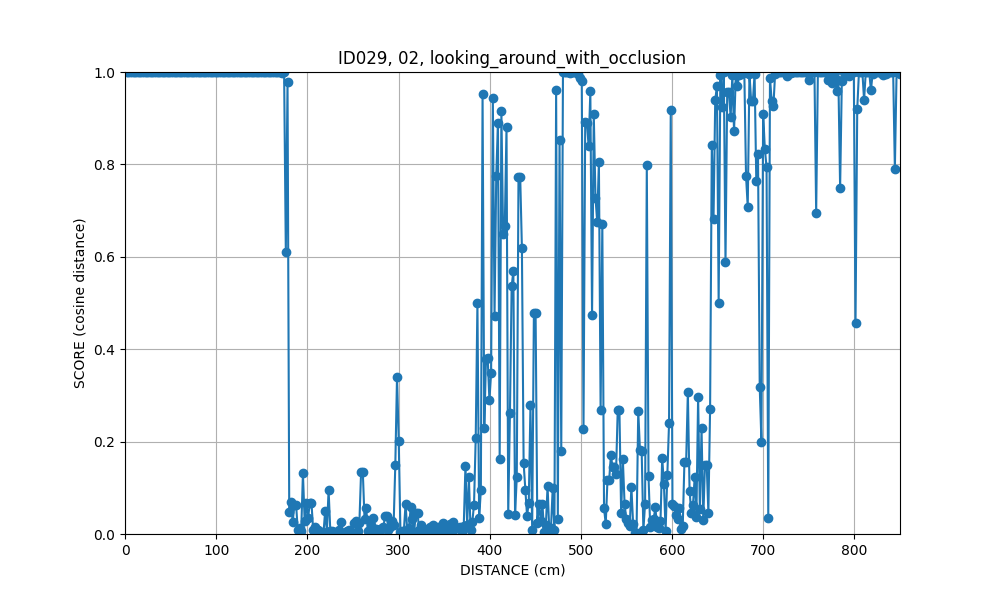 ID029, 02, looking_around_with_occlusion
SCORE (cosine distance)
1.0
0.8
0.6
0.4
0.2
0.0
0 100 200 300 400 500 600 700 800
DISTANCE (cm)